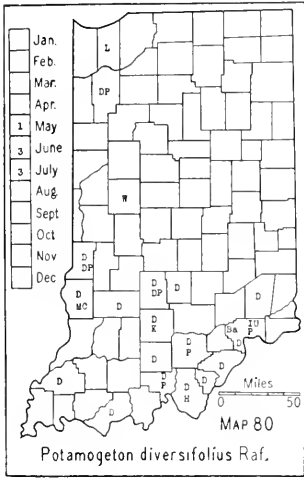 Jan.
Feb.
Mar.
Apr.
1 May
3 June
3 July
Aug.
Sept
Oct
Nov
Dec
L
DP
W
D
DP
D
MC
D
D
DP
D
D
K
D
D
P
D
Sa
IU
P
D
D
D
D
P
D
H
D
D
Miles
0 50
MAP 80
Potamogeton diversifolius Raf.